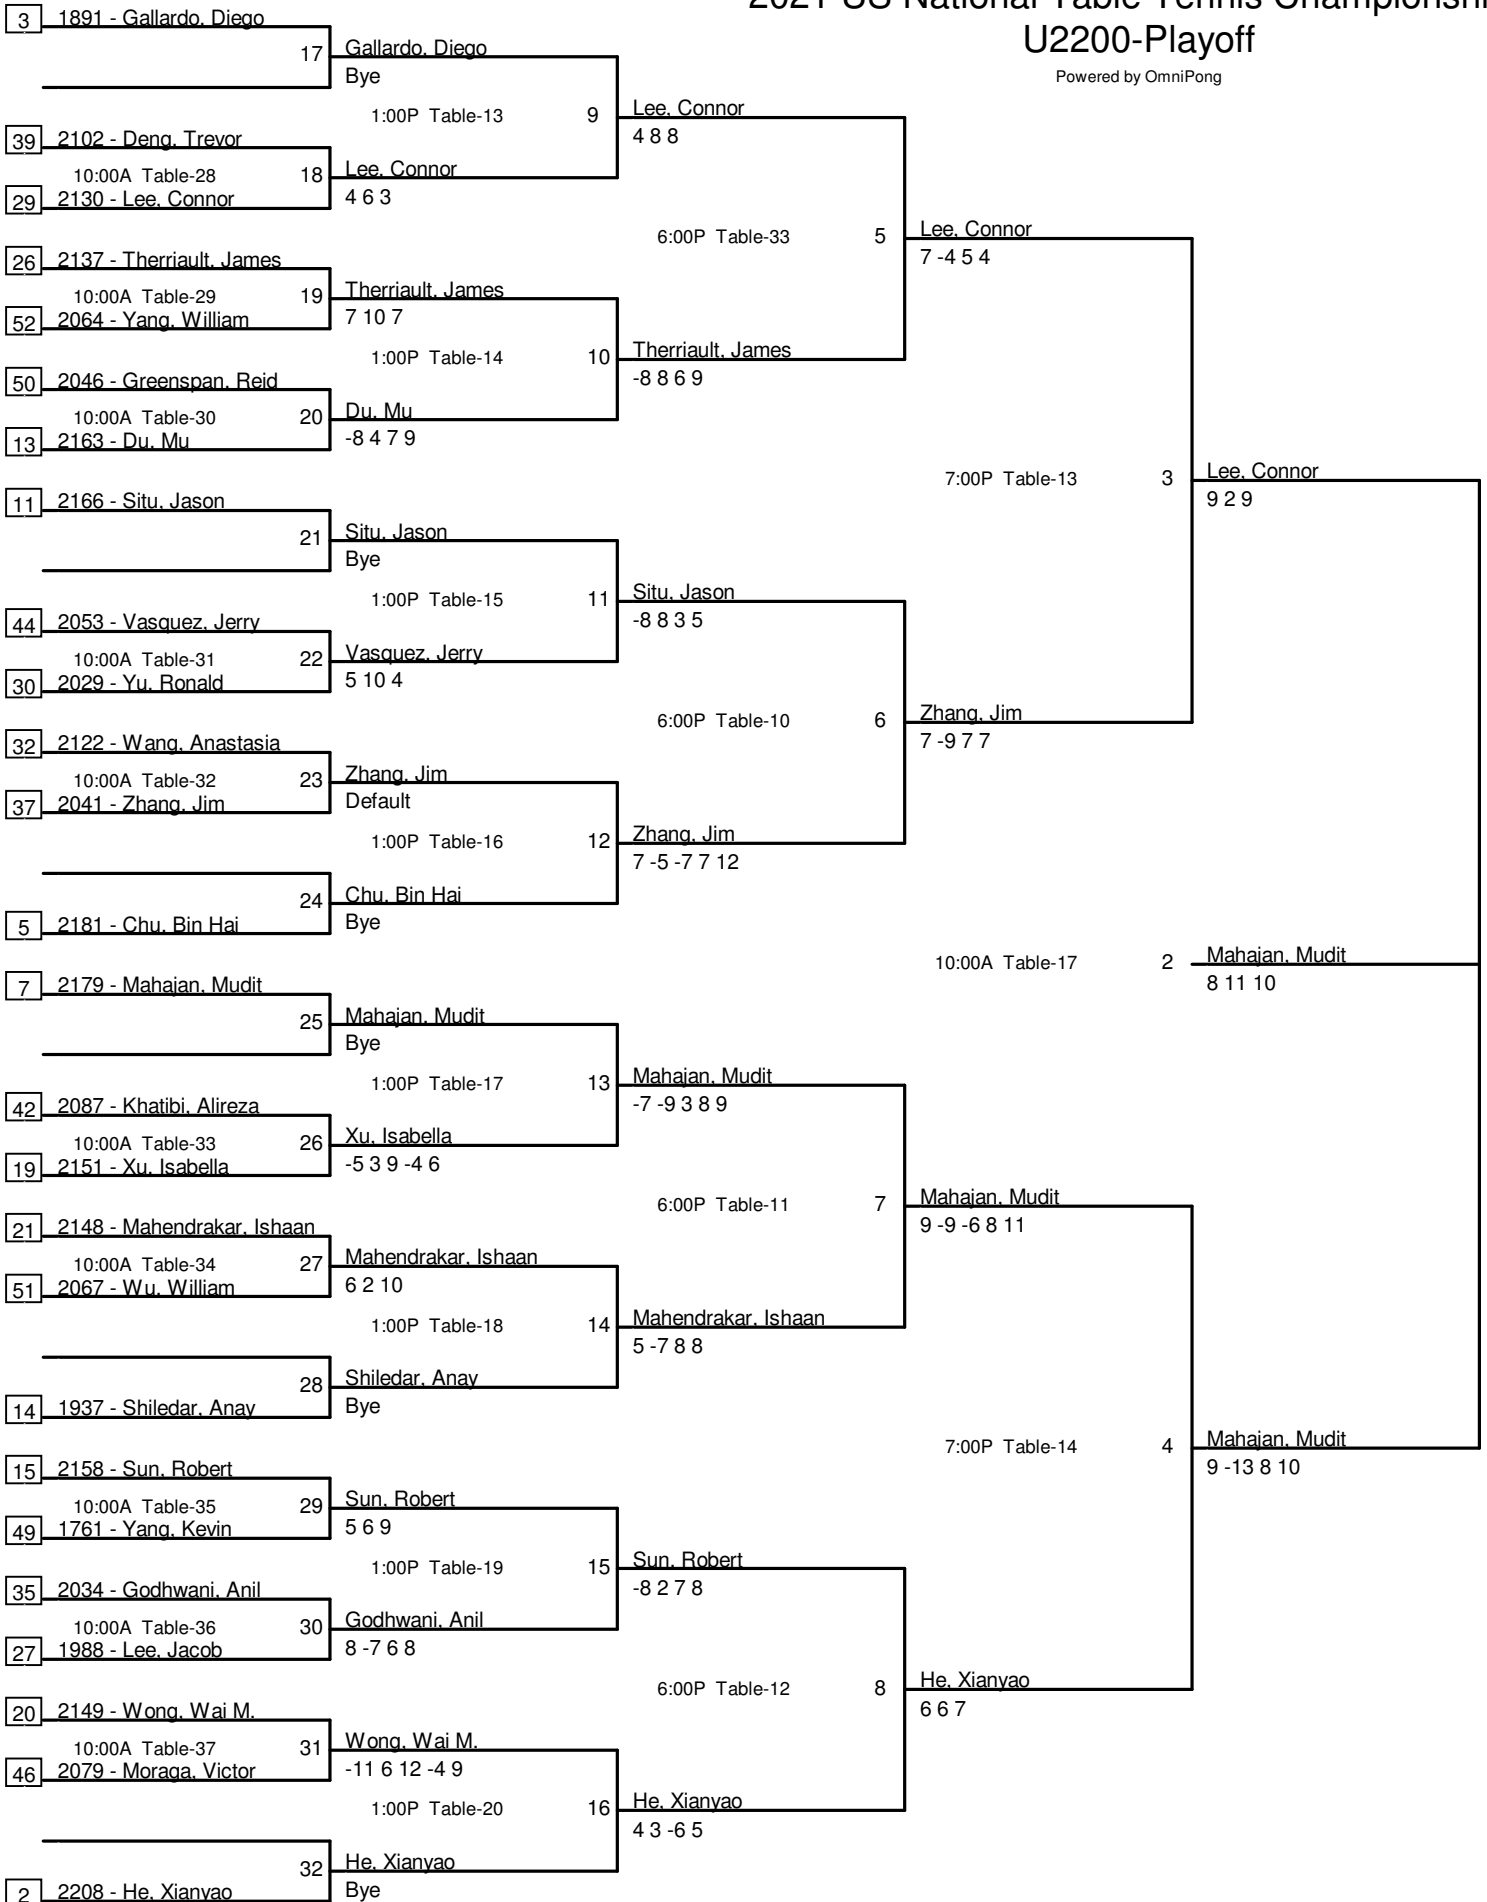 2021 US National Table Tennis Championshi
U2200-Playoff
Powered by OmniPong
3 1891 - Gallardo, Diego
17 Gallardo, Diego
Bye
1:00P Table-13 9 Lee, Connor
4 8 8
39 2102 - Deng, Trevor
10:00A Table-28 18 Lee, Connor
4 6 3
29 2130 - Lee, Connor
6:00P Table-33 5 Lee, Connor
7 -4 5 4
26 2137 - Therriault, James
10:00A Table-29 19 Therriault, James
7 10 7
52 2064 - Yang, William
1:00P Table-14 10 Therriault, James
-8 8 6 9
50 2046 - Greenspan, Reid
10:00A Table-30 20 Du, Mu
-8 4 7 9
13 2163 - Du, Mu
7:00P Table-13 3 Lee, Connor
9 2 9
11 2166 - Situ, Jason
21 Situ, Jason
Bye
1:00P Table-15 11 Situ, Jason
-8 8 3 5
44 2053 - Vasquez, Jerry
10:00A Table-31 22 Vasquez, Jerry
5 10 4
30 2029 - Yu, Ronald
6:00P Table-10 6 Zhang, Jim
7 -9 7 7
32 2122 - Wang, Anastasia
10:00A Table-32 23 Zhang, Jim
Default
37 2041 - Zhang, Jim
1:00P Table-16 12 Zhang, Jim
7 -5 -7 7 12
24 Chu, Bin Hai
Bye
5 2181 - Chu, Bin Hai
10:00A Table-17 2 Mahajan, Mudit
8 11 10
7 2179 - Mahajan, Mudit
25 Mahajan, Mudit
Bye
1:00P Table-17 13 Mahajan, Mudit
-7 -9 3 8 9
42 2087 - Khatibi, Alireza
10:00A Table-33 26 Xu, Isabella
-5 3 9 -4 6
19 2151 - Xu, Isabella
6:00P Table-11 7 Mahajan, Mudit
9 -9 -6 8 11
21 2148 - Mahendrakar, Ishaan
10:00A Table-34 27 Mahendrakar, Ishaan
6 2 10
51 2067 - Wu, William
1:00P Table-18 14 Mahendrakar, Ishaan
5 -7 8 8
28 Shiledar, Anay
Bye
14 1937 - Shiledar, Anay
7:00P Table-14 4 Mahajan, Mudit
9 -13 8 10
15 2158 - Sun, Robert
10:00A Table-35 29 Sun, Robert
5 6 9
49 1761 - Yang, Kevin
1:00P Table-19 15 Sun, Robert
-8 2 7 8
35 2034 - Godhwani, Anil
10:00A Table-36 30 Godhwani, Anil
8 -7 6 8
27 1988 - Lee, Jacob
6:00P Table-12 8 He, Xianyao
6 6 7
20 2149 - Wong, Wai M.
10:00A Table-37 31 Wong, Wai M.
-11 6 12 -4 9
46 2079 - Moraga, Victor
1:00P Table-20 16 He, Xianyao
4 3 -6 5
32 He, Xianyao
Bye
2 2208 - He, Xianyao